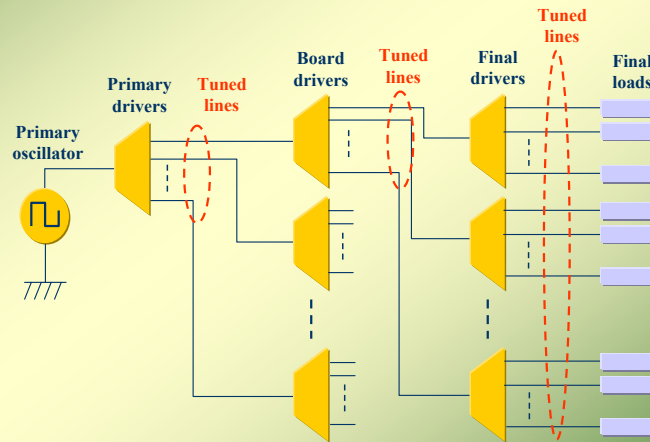 Tuned
lines
Board
drivers
Tuned
lines
Final
drivers
Final
loads
Primary
drivers
Tuned
lines
Primary
oscillator